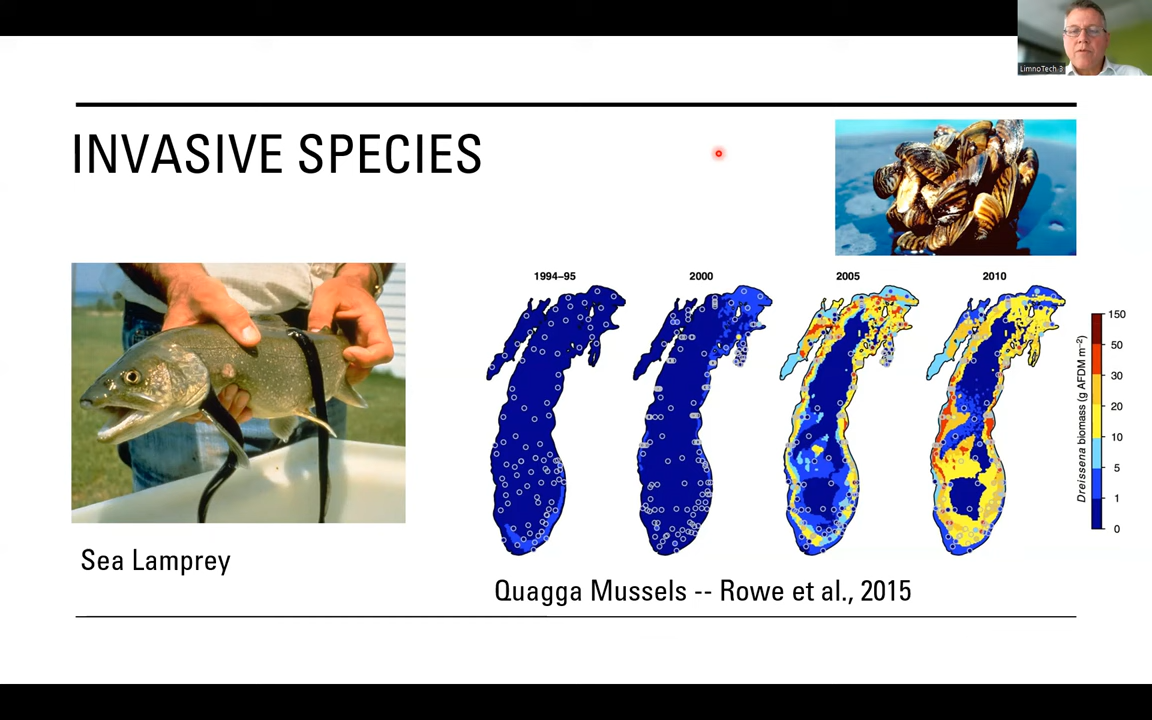 LimnoTech 3
INVASIVE SPECIES
1994–95
2000
2005
2010
150
50
30
20
10
5
1
0
Dreissena biomass (g AFDM m⁻²)
Sea Lamprey
Quagga Mussels -- Rowe et al., 2015